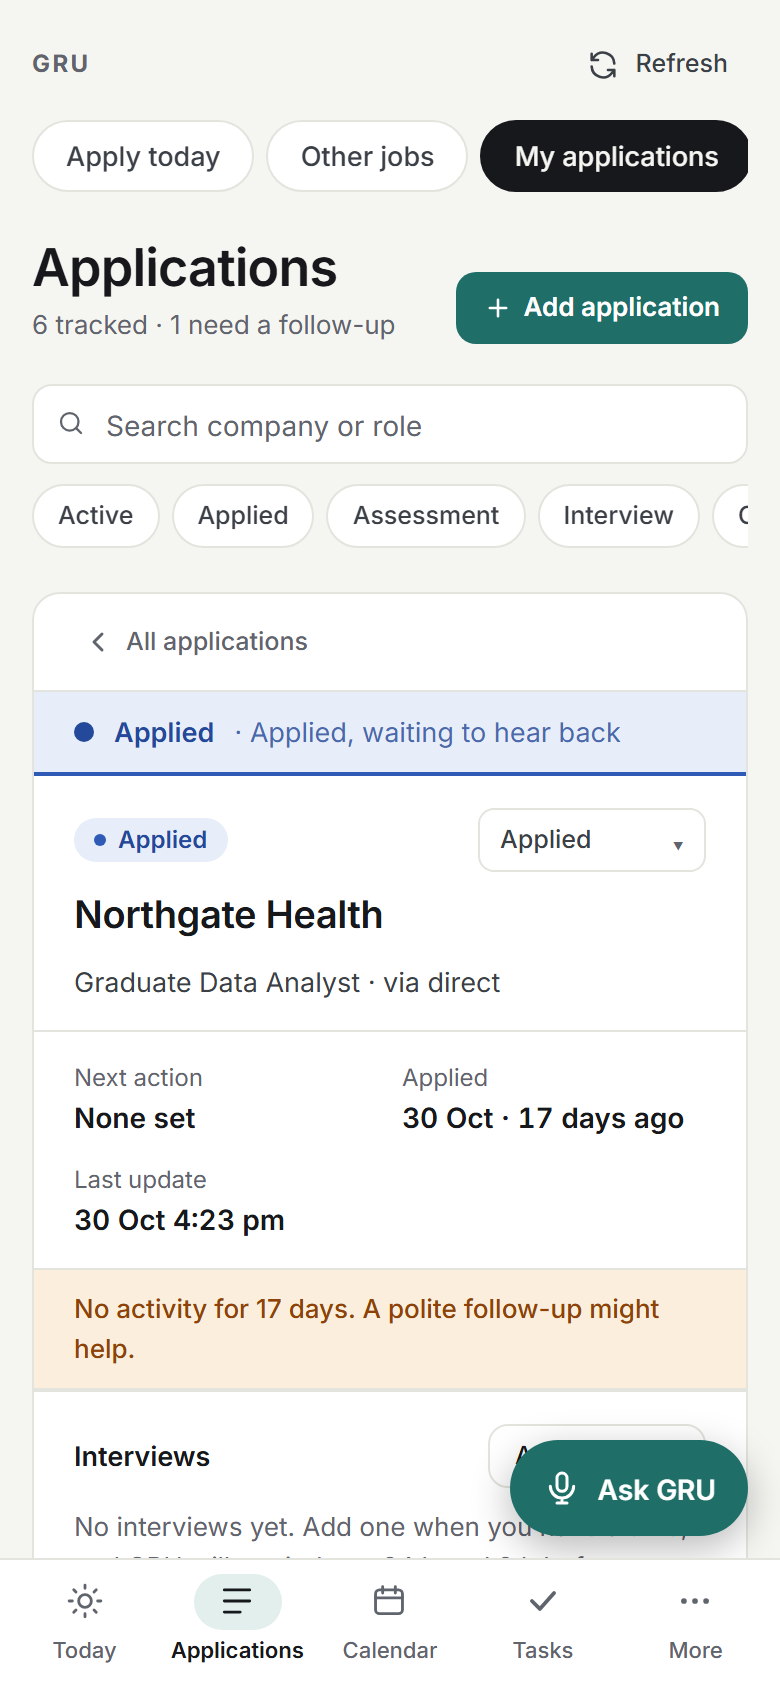 GRU
Refresh
Apply today
Other jobs
My applications
Applications
6 tracked · 1 need a follow-up
+ Add application
Search company or role
Active
Applied
Assessment
Interview
All applications
Applied · Applied, waiting to hear back
Applied
Applied
Northgate Health
Graduate Data Analyst · via direct
Next action
Applied
None set
30 Oct · 17 days ago
Last update
30 Oct 4:23 pm
No activity for 17 days. A polite follow-up might
help.
Interviews
Ask GRU
No interviews yet. Add one when you
Today
Applications
Calendar
Tasks
More